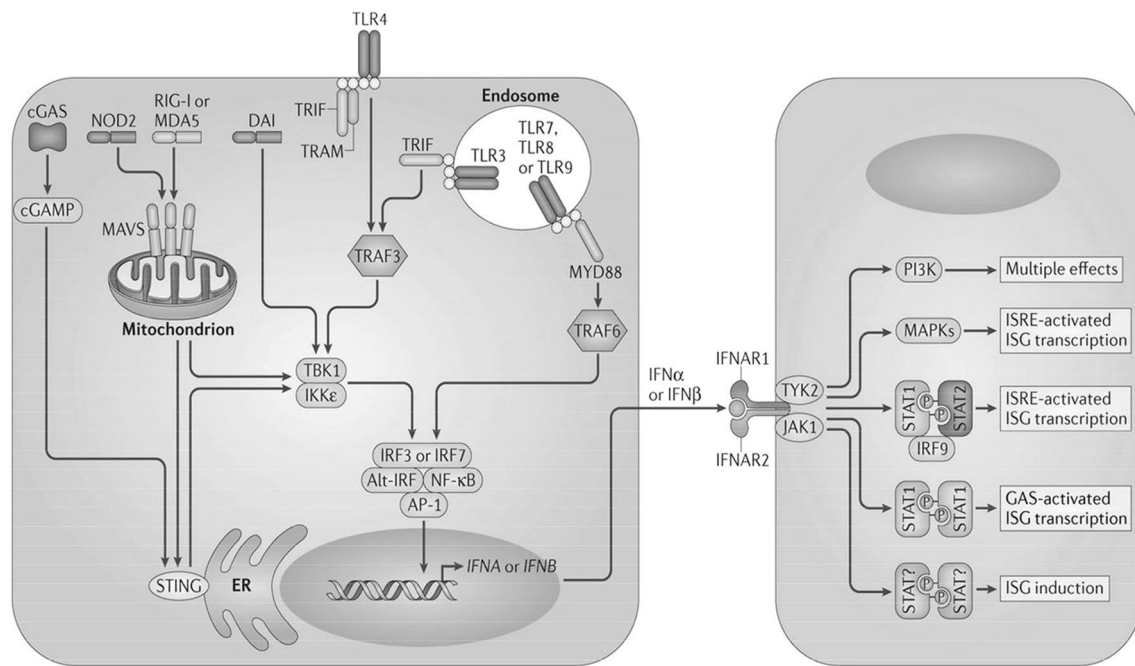 TLR4
cGAS
NOD2
RIG-I or
MDA5
DAI
TRIF
TRAM
TRIF
Endosome
TLR3
TLR7,
TLR8
or TLR9
cGAMP
MAVS
Mitochondrion
TRAF3
MYD88
TRAF6
TBK1
IKKε
IRF3 or IRF7
Alt-IRF
NF-κB
AP-1
STING
ER
IFNA or IFNB
IFNα
or IFNβ
IFNAR1
IFNAR2
TYK2
JAK1
PI3K
Multiple effects
MAPKs
ISRE-activated
ISG transcription
STAT1
P
P
STAT2
IRF9
ISRE-activated
ISG transcription
STAT1
P
P
STAT1
GAS-activated
ISG transcription
STAT?
P
P
STAT?
ISG induction